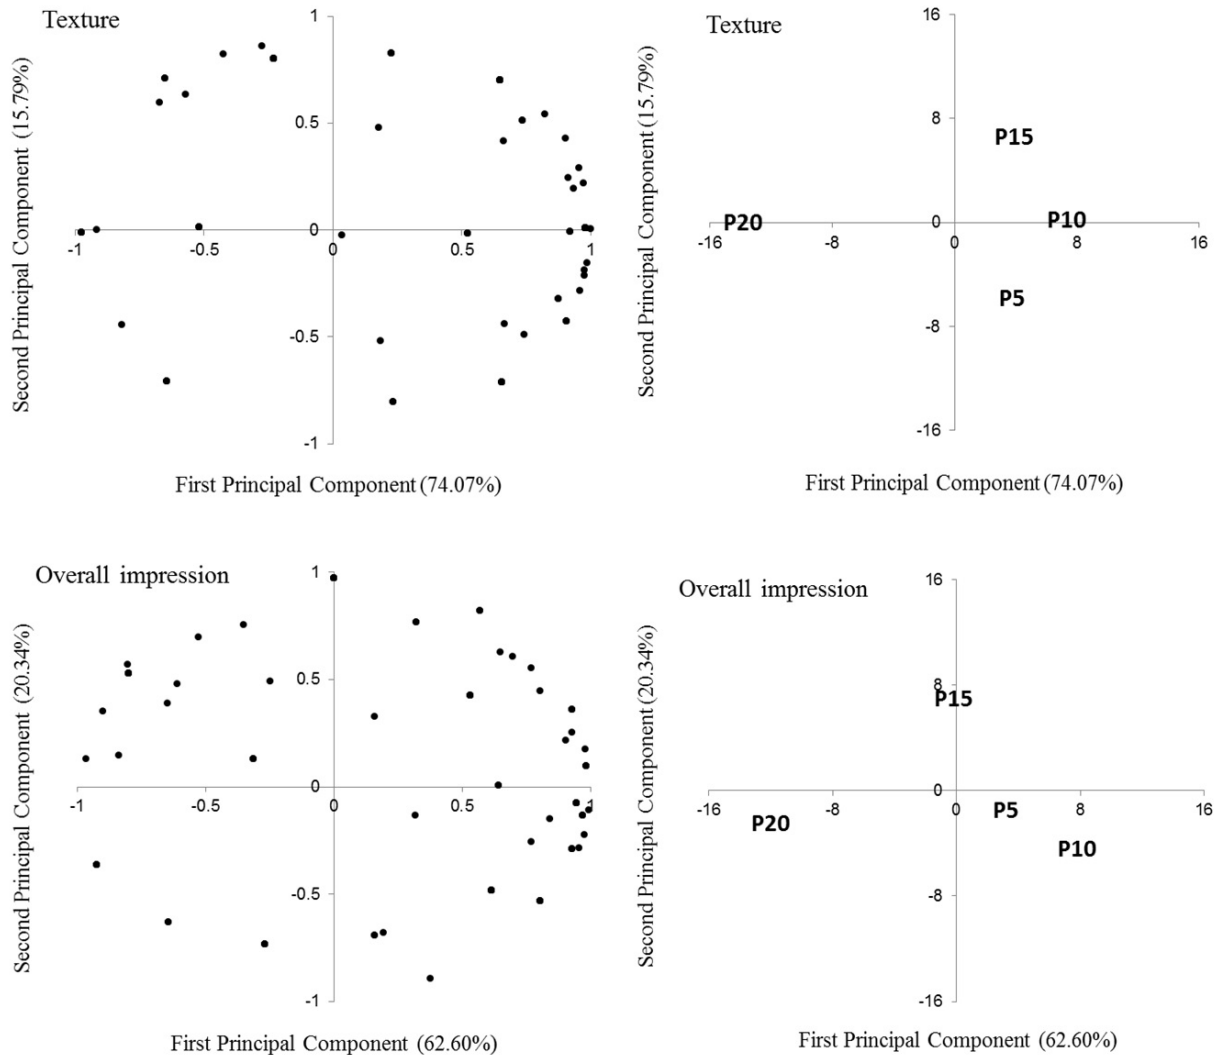 Texture
Second Principal Component (15.79%)
1
0.5
0
-0.5
-1
-1
-0.5
0
0.5
1
First Principal Component (74.07%)
Texture
Second Principal Component (15.79%)
16
8
0
-8
-16
-16
-8
0
8
16
P15
P20
P10
P5
First Principal Component (74.07%)
Overall impression
Second Principal Component (20.34%)
1
0.5
0
-0.5
-1
-1
-0.5
0
0.5
1
First Principal Component (62.60%)
Overall impression
Second Principal Component (20.34%)
16
8
0
-8
-16
-16
-8
0
8
16
P15
P5
P20
P10
First Principal Component (62.60%)